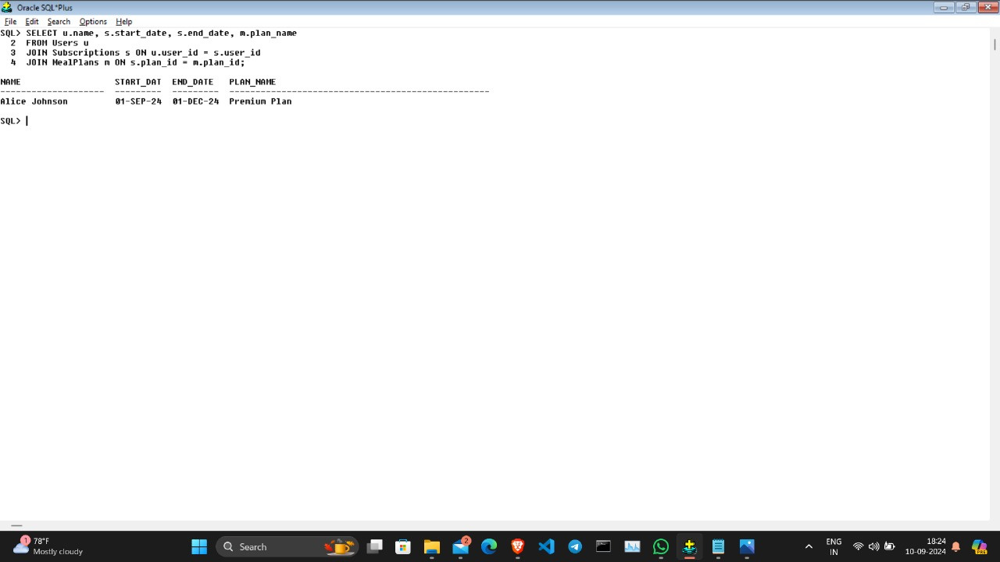 Oracle SQL*Plus
File Edit Search Options Help
SQL> SELECT u.name, s.start_date, s.end_date, m.plan_name
  2  FROM Users u
  3  JOIN Subscriptions s ON u.user_id = s.user_id
  4  JOIN MealPlans m ON s.plan_id = m.plan_id;
NAME                 START_DAT END_DATE  PLAN_NAME
-------------------- --------- --------- --------------------------------------------------
Alice Johnson        01-SEP-24 01-DEC-24 Premium Plan
SQL>
1 78°F
Mostly cloudy
Search
2
ENG
IN
18:24
10-09-2024
PRE